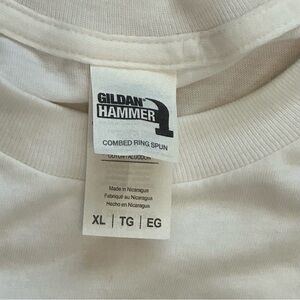 GILDAN
HAMMER
COMBED RING SPUN
Made in Nicaragua
Fabriqué au Nicaragua
Hecho en Nicaragua
XL | TG | EG